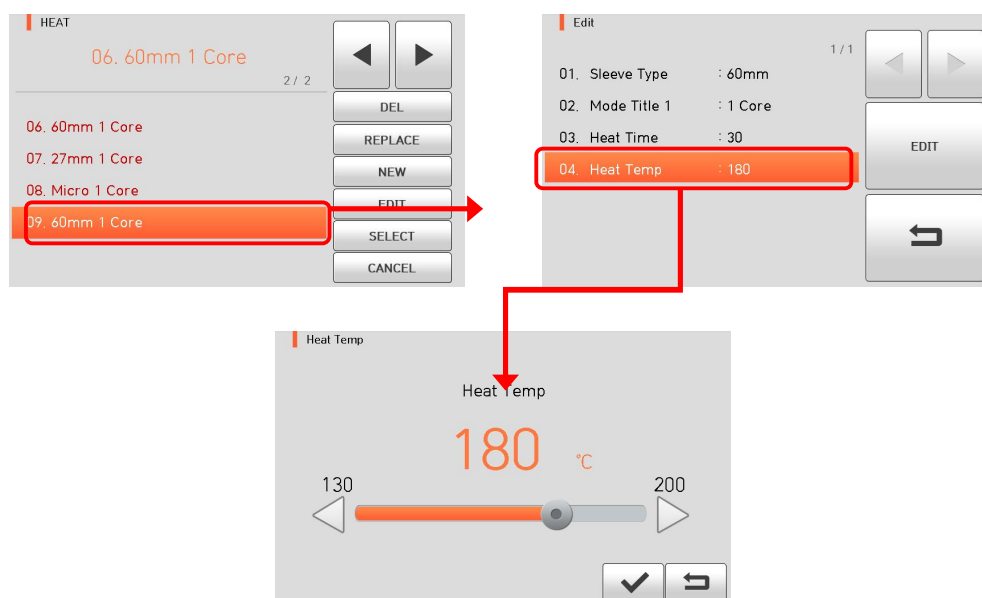 HEAT
06. 60mm 1 Core
2/ 2
06. 60mm 1 Core
07. 27mm 1 Core
08. Micro 1 Core
09. 60mm 1 Core
DEL
REPLACE
NEW
EDIT
SELECT
CANCEL
Edit
1/1
01. Sleeve Type : 60mm
02. Mode Title 1 : 1 Core
03. Heat Time : 30
04. Heat Temp : 180
EDIT
Heat Temp
Heat Temp
180 °C
130
200